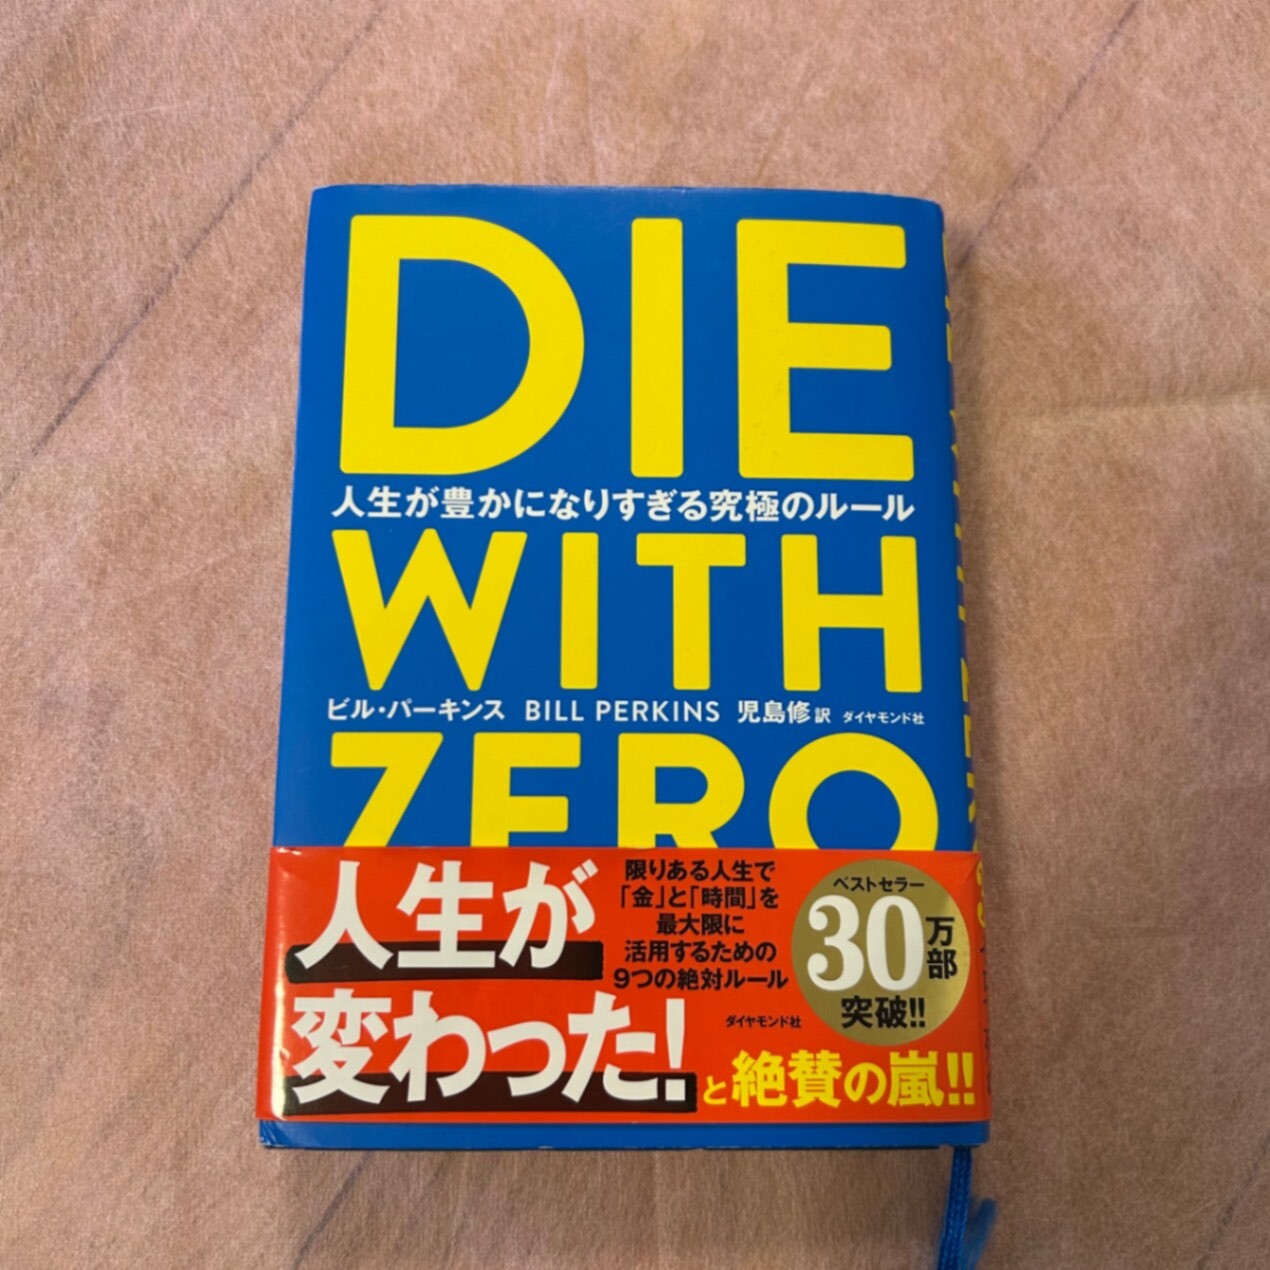 DIE
人生が豊かになりすぎる究極のルール
WITH
ビル・パーキンス BILL PERKINS 児島修 訳 ダイヤモンド社
ZERO
人生が
変わった!
と絶賛の嵐!!
限りある人生で
「金」と「時間」を
最大限に
活用するための
9つの絶対ルール
ダイヤモンド社
ベストセラー
30万部
突破!!